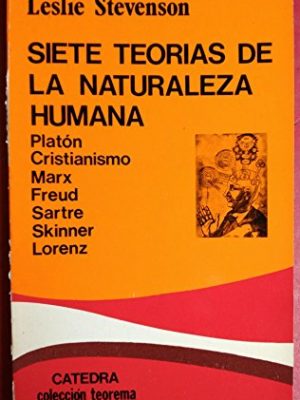 Leslie Stevenson
SIETE TEORIAS DE
LA NATURALEZA
HUMANA
Platón
Cristianismo
Marx
Freud
Sartre
Skinner
Lorenz
CATEDRA
colección teorema